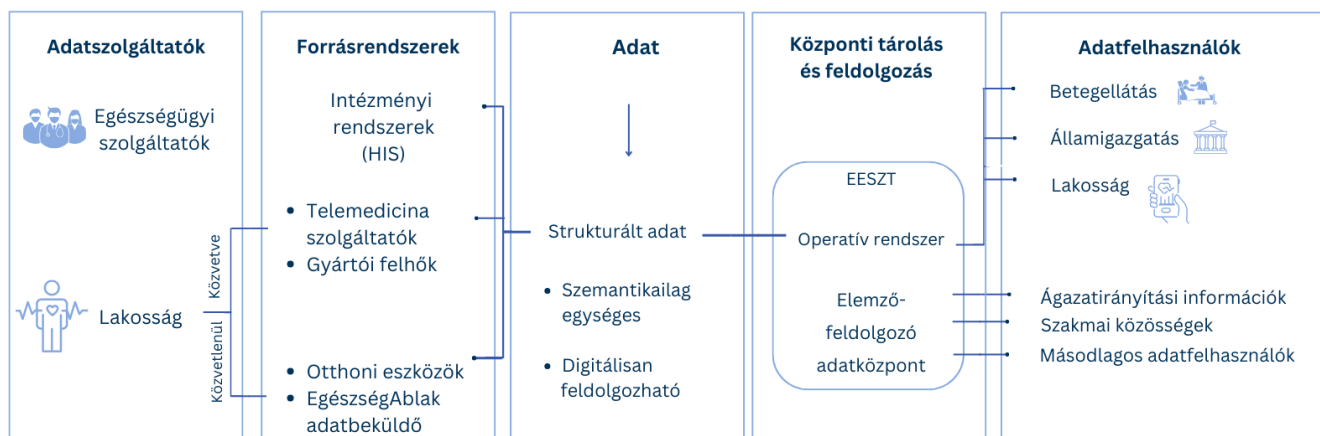 Adatszolgáltatók
Egészségügyi
szolgáltatók
Lakosság
Közvetve
Közvetlenül
Forrásrendszerek
Intézményi
rendszerek
(HIS)
• Telemedicina
szolgáltatók
• Gyártói felhők
• Otthoni eszközök
• EgészségAblak
adatbeküldő
Adat
Strukturált adat
• Szemantikailag
egységes
• Digitálisan
feldolgozható
Központi tárolás
és feldolgozás
EESZT
Operatív rendszer
Elemző-
feldolgozó
adatközpont
Adatfelhasználók
Betegellátás
Államigazgatás
Lakosság
Ágazatirányítási információk
Szakmai közösségek
Másodlagos adatfelhasználók